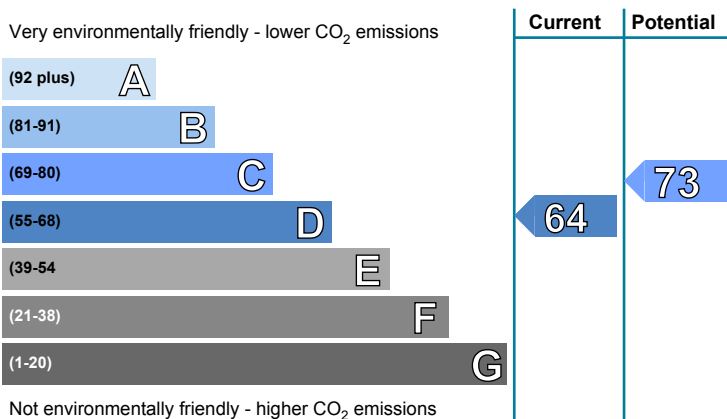 Current Potential
Very environmentally friendly - lower CO2 emissions
(92 plus) A
(81-91) B
(69-80) C
73
(55-68) D
64
(39-54 E
(21-38) F
(1-20) G
Not environmentally friendly - higher CO2 emissions